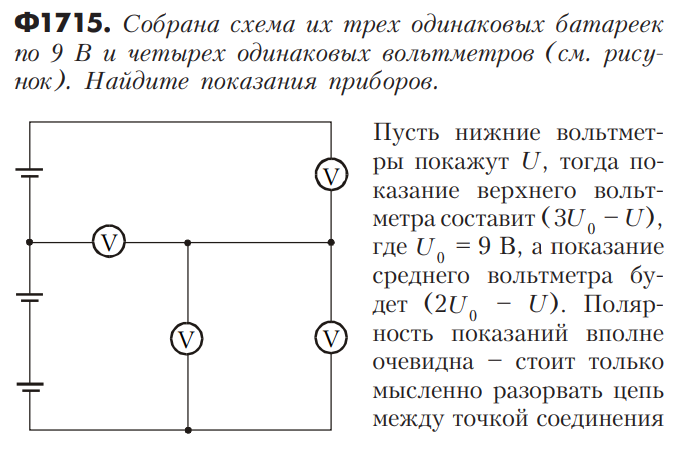 Ф1715. Собрана схема их трех одинаковых батареек
по 9 В и четырех одинаковых вольтметров (см. рису-
нок). Найдите показания приборов.
Пусть нижние вольтмет-
ры покажут U, тогда по-
казание верхнего вольт-
метра составит (3U₀ − U),
где U₀ = 9 В, а показание
среднего вольтметра бу-
дет (2U₀ − U). Поляр-
ность показаний вполне
очевидна − стоит только
мысленно разорвать цепь
между точкой соединения
V
V
V
V